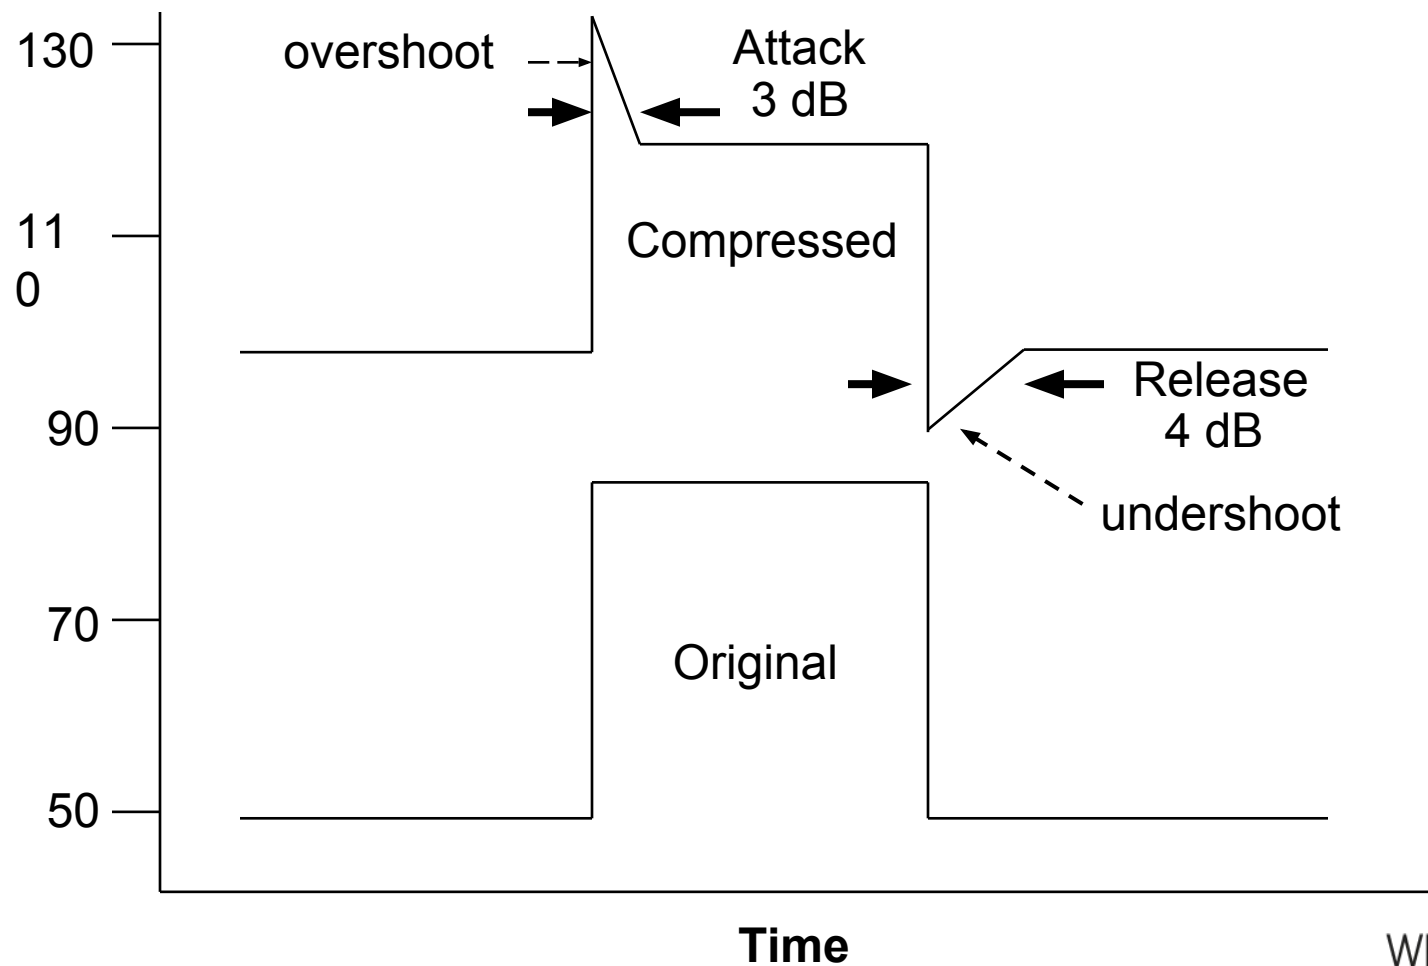 130
overshoot
Attack
3 dB
11
0
Compressed
90
Release
4 dB
undershoot
70
Original
50
Time